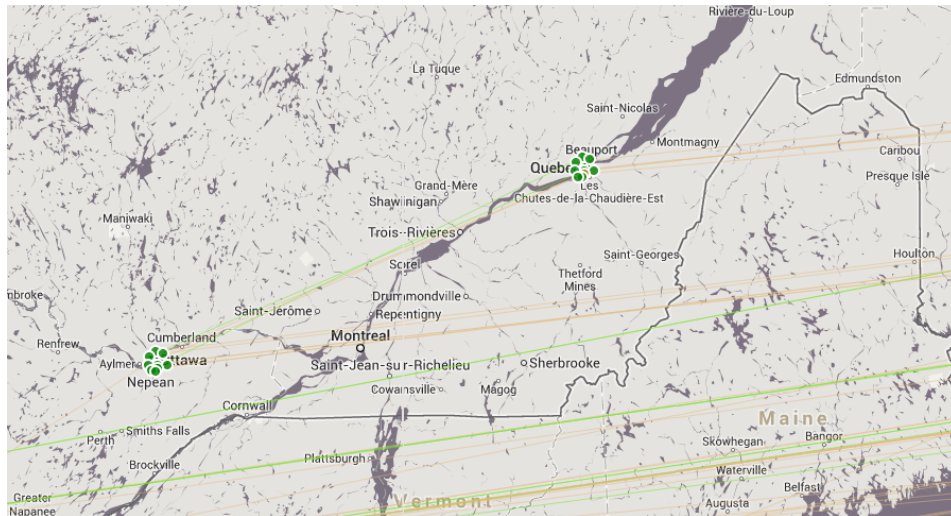 Rivière-du-Loup
La Tuque
Edmundston
Saint-Nicolas
Montmagny
Beauport
Caribou
Quebe
Presque Isle
Les
Chutes-de-la-Chaudière-Est
Grand-Mère
Shawinigan
Maniwaki
Trois-Rivières
Saint-Georges
Houlton
Sorel
Thetford
Mines
mbroke
Drummondville
Saint-Jérôme
Repentigny
Cumberland
Montreal
Renfrew
Aylmer
ttawa
Saint-Jean-sur-Richelieu
Sherbrooke
Nepean
Cowansville
Magog
Cornwall
Maine
Smiths Falls
Perth
Skowhegan
Bangor
Plattsburgh
Brockville
Waterville
Belfast
Greater
Napanee
Vermont
Augusta